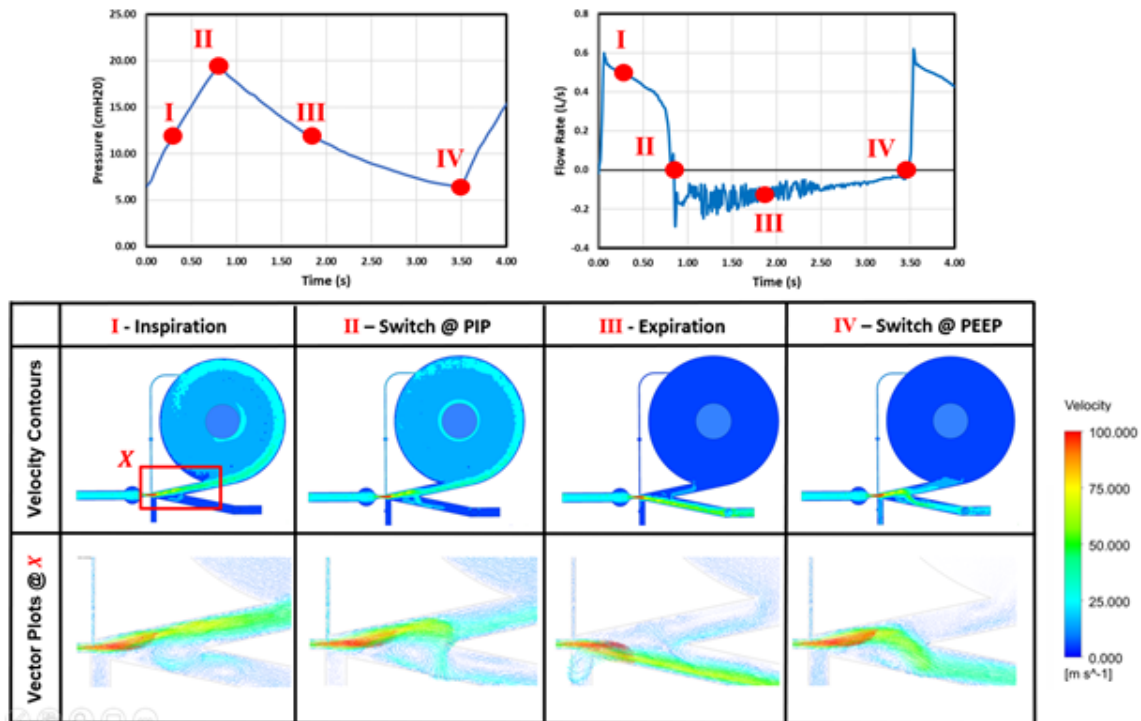 25.00
20.00
15.00
10.00
5.00
0.00
Pressure (cmH20)
0.00 0.50 1.00 1.50 2.00 2.50 3.00 3.50 4.00
Time (s)
I
II
III
IV
0.8
0.6
0.4
0.2
0.0
-0.2
-0.4
Flow Rate (L/s)
0.00 0.50 1.00 1.50 2.00 2.50 3.00 3.50 4.00
Time (s)
I
II
III
IV
I - Inspiration II – Switch @ PIP III - Expiration IV – Switch @ PEEP
Velocity Contours
X
Vector Plots @ X
Velocity
100.000
75.000
50.000
25.000
0.000
[m s^-1]